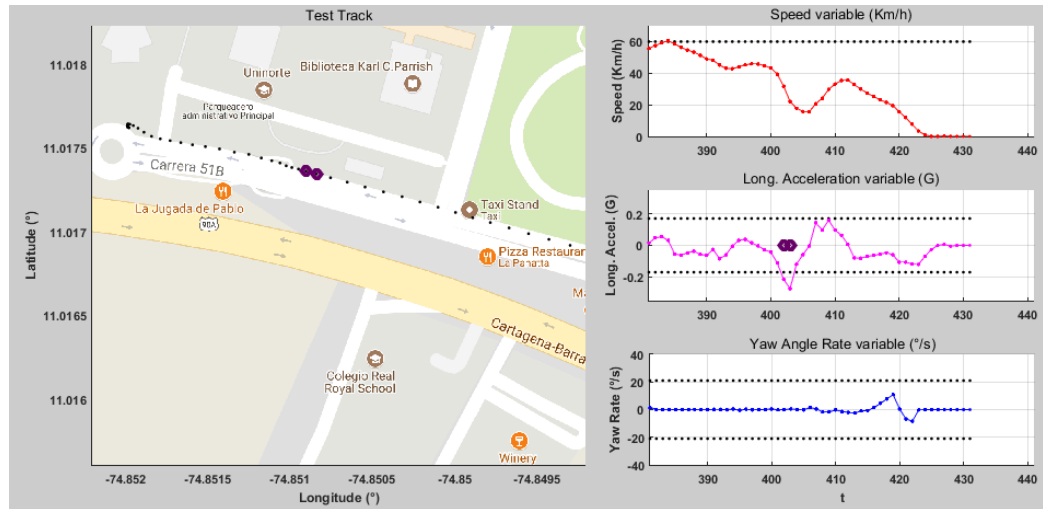 Test Track
11.018
11.0175
11.017
11.0165
11.016
Latitude (°)
-74.852
-74.8515
-74.851
-74.8505
-74.85
-74.8495
Longitude (°)
Biblioteca Karl C.Parrish
Uninorte
Parqueadero
administrativo Principal
Carrera 51B
La Jugada de Pablo
90A
Taxi Stand
Taxi
Pizza Restauran
La Panatta
Ma
Cartagena-Barra
Colegio Real
Royal School
Winery
Speed variable (Km/h)
60
40
20
0
Speed (Km/h)
390
400
410
420
430
440
Long. Acceleration variable (G)
0.2
0
-0.2
Long. Accel. (G)
390
400
410
420
430
440
Yaw Angle Rate variable (°/s)
40
20
0
-20
-40
Yaw Rate (°/s)
390
400
410
420
430
440
t